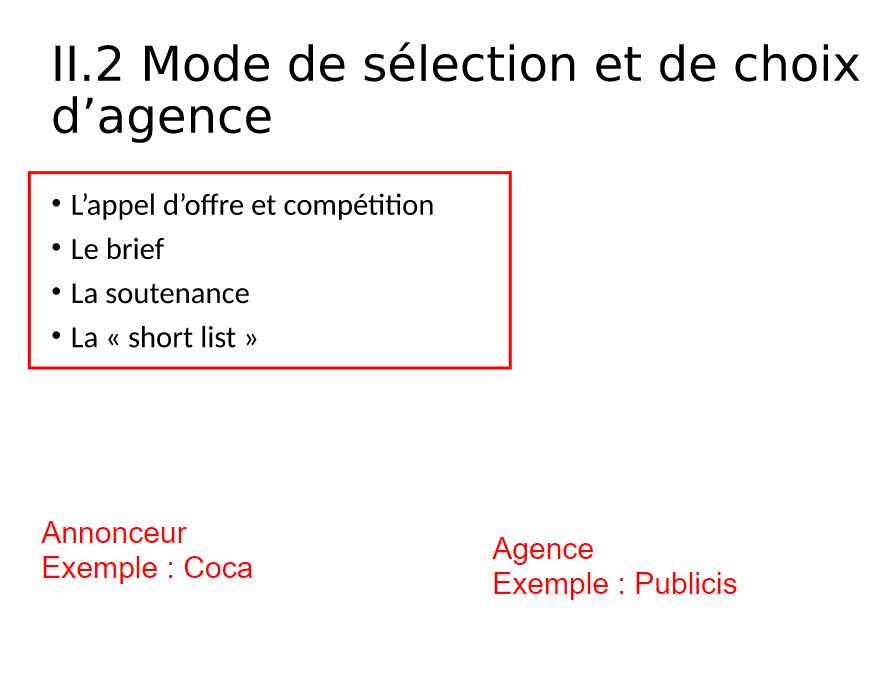 II.2 Mode de sélection et de choix
d’agence
• L’appel d’offre et compétition
• Le brief
• La soutenance
• La « short list »
Annonceur
Exemple : Coca
Agence
Exemple : Publicis